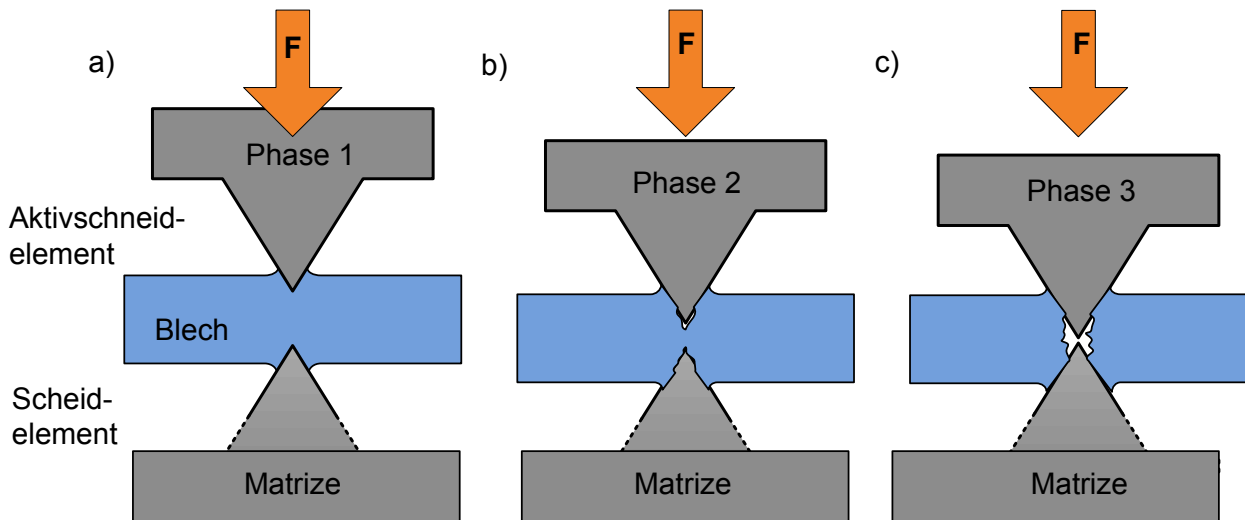 a)
F
Phase 1
Aktivschneid-
element
Blech
Scheid-
element
Matrize
b)
F
Phase 2
Matrize
c)
F
Phase 3
Matrize